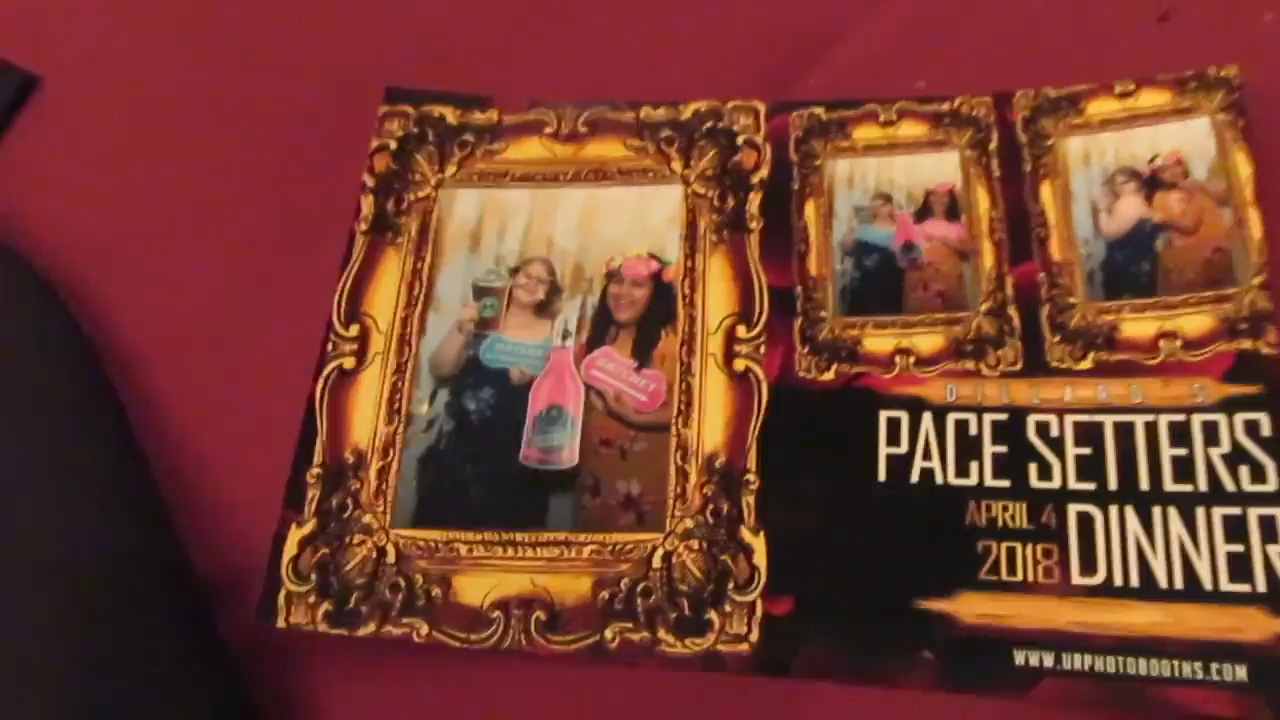 DILLARD'S
PACE SETTERS
APRIL 4
2018
DINNER
WWW.URPHOTOBOOTHS.COM